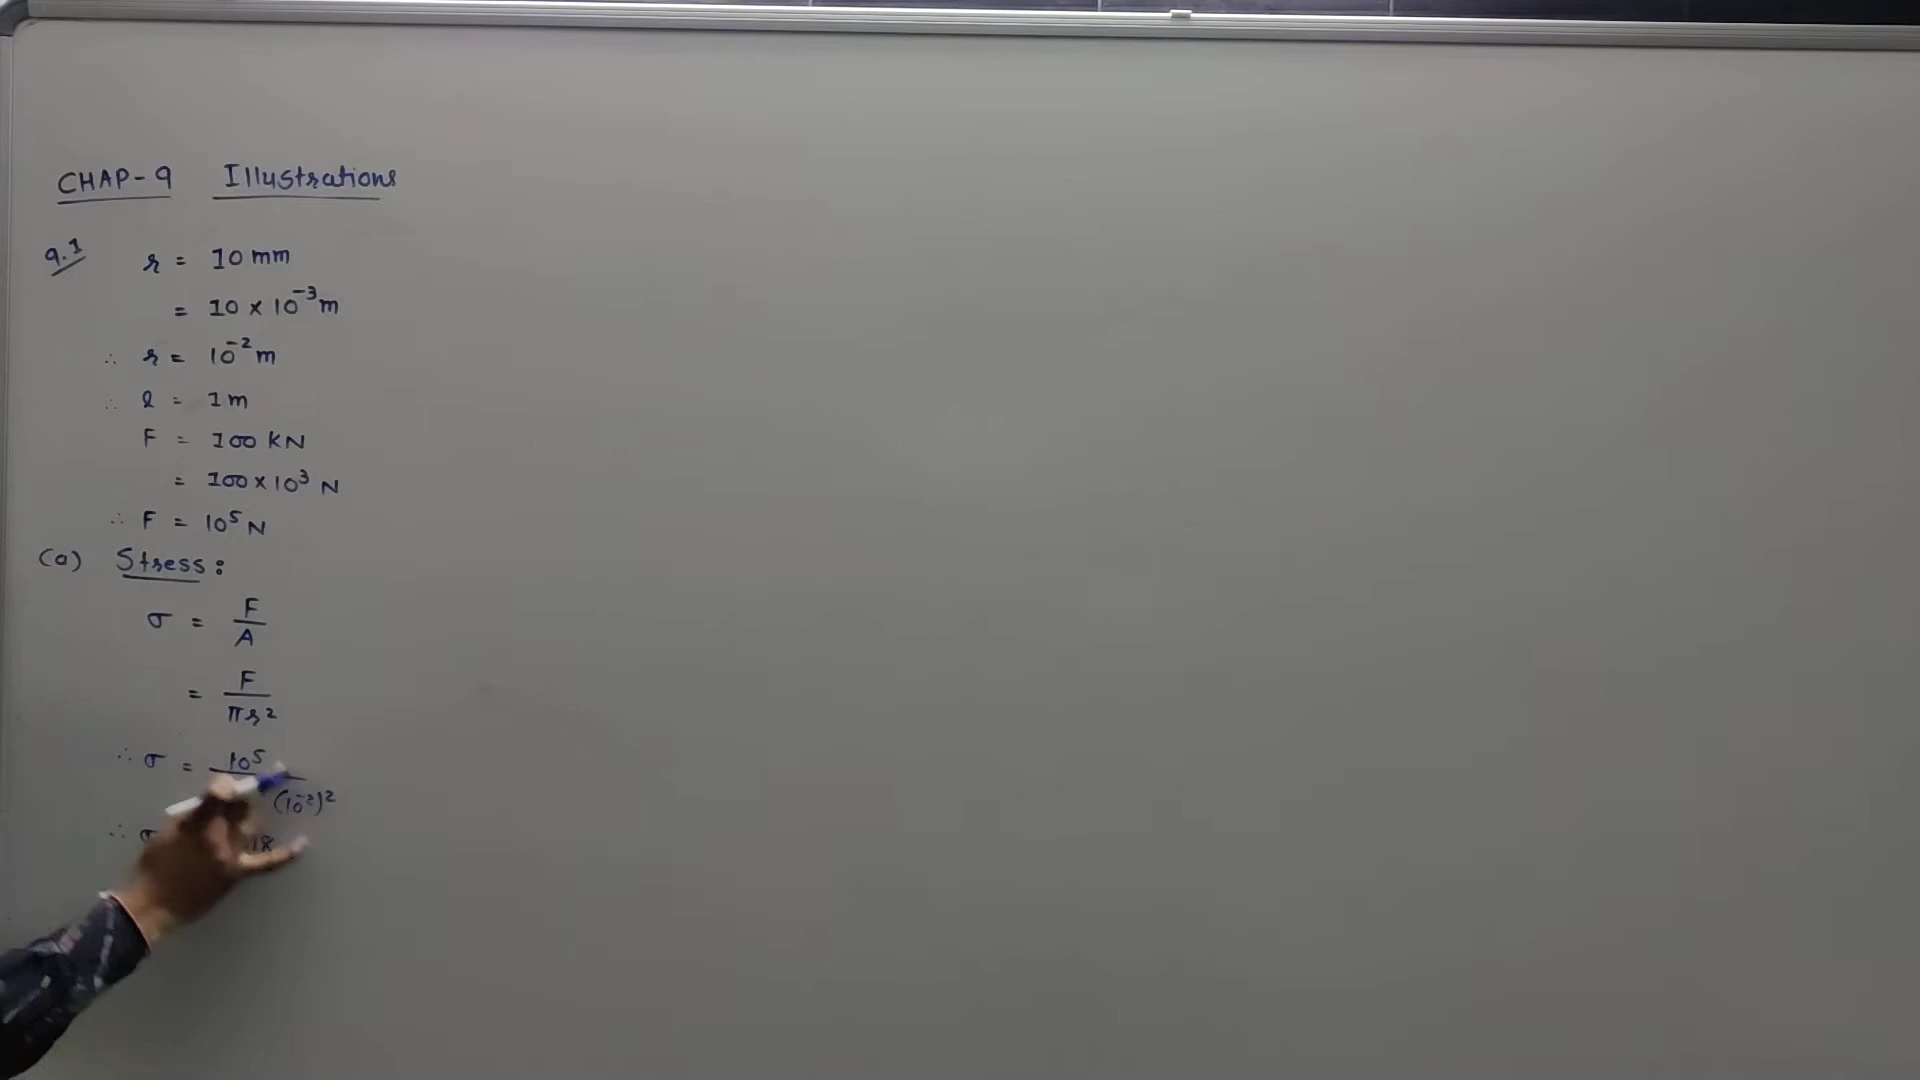 CHAP-9 Illustrations
9.1 r = 10 mm
= 10 × 10⁻³ m
∴ r = 10⁻² m
∴ l = 1 m
F = 100 KN
= 100 × 10³ N
∴ F = 10⁵ N
(a) Stress:
σ = F/A
= F/πr²
∴ σ = 10⁵/(10⁻²)²
∴ σ 18